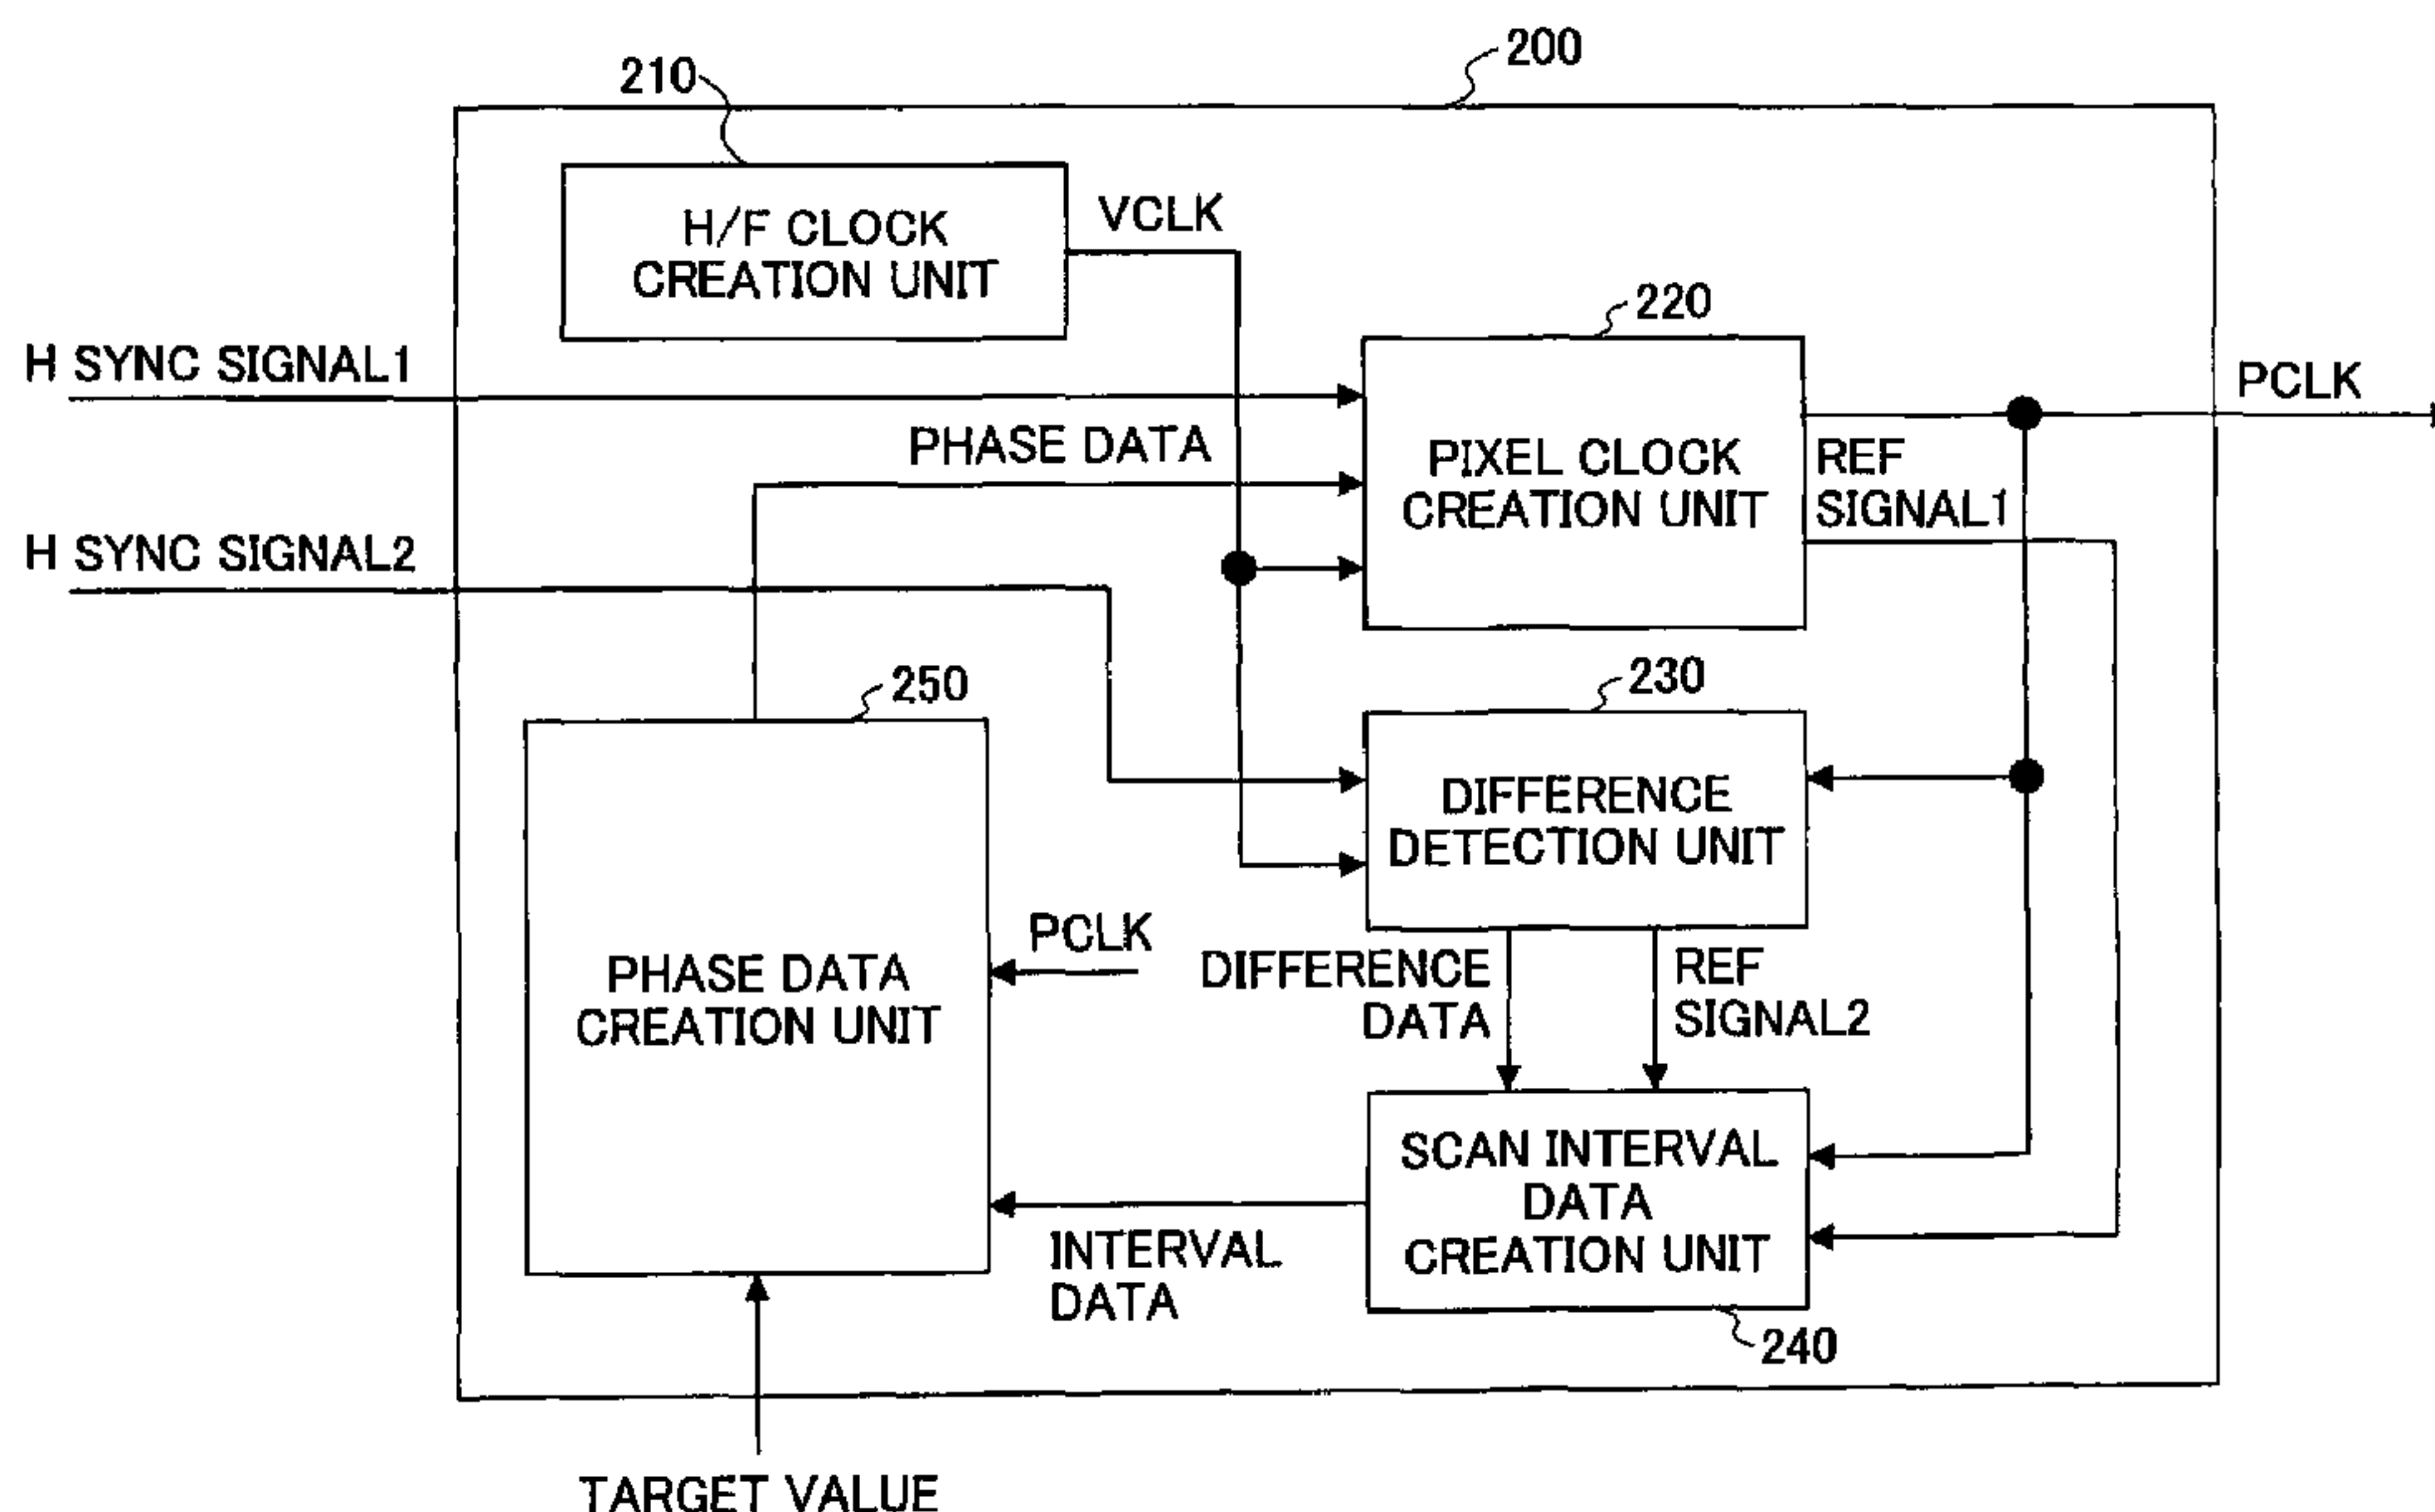 200
210
H/F CLOCK
CREATION UNIT
VCLK
220
H SYNC SIGNAL1
PCLK
PHASE DATA
PIXEL CLOCK
CREATION UNIT
REF
SIGNAL1
H SYNC SIGNAL2
250
230
DIFFERENCE
DETECTION UNIT
PCLK
PHASE DATA
CREATION UNIT
DIFFERENCE
DATA
REF
SIGNAL2
SCAN INTERVAL
DATA
CREATION UNIT
INTERVAL
DATA
240
TARGET VALUE